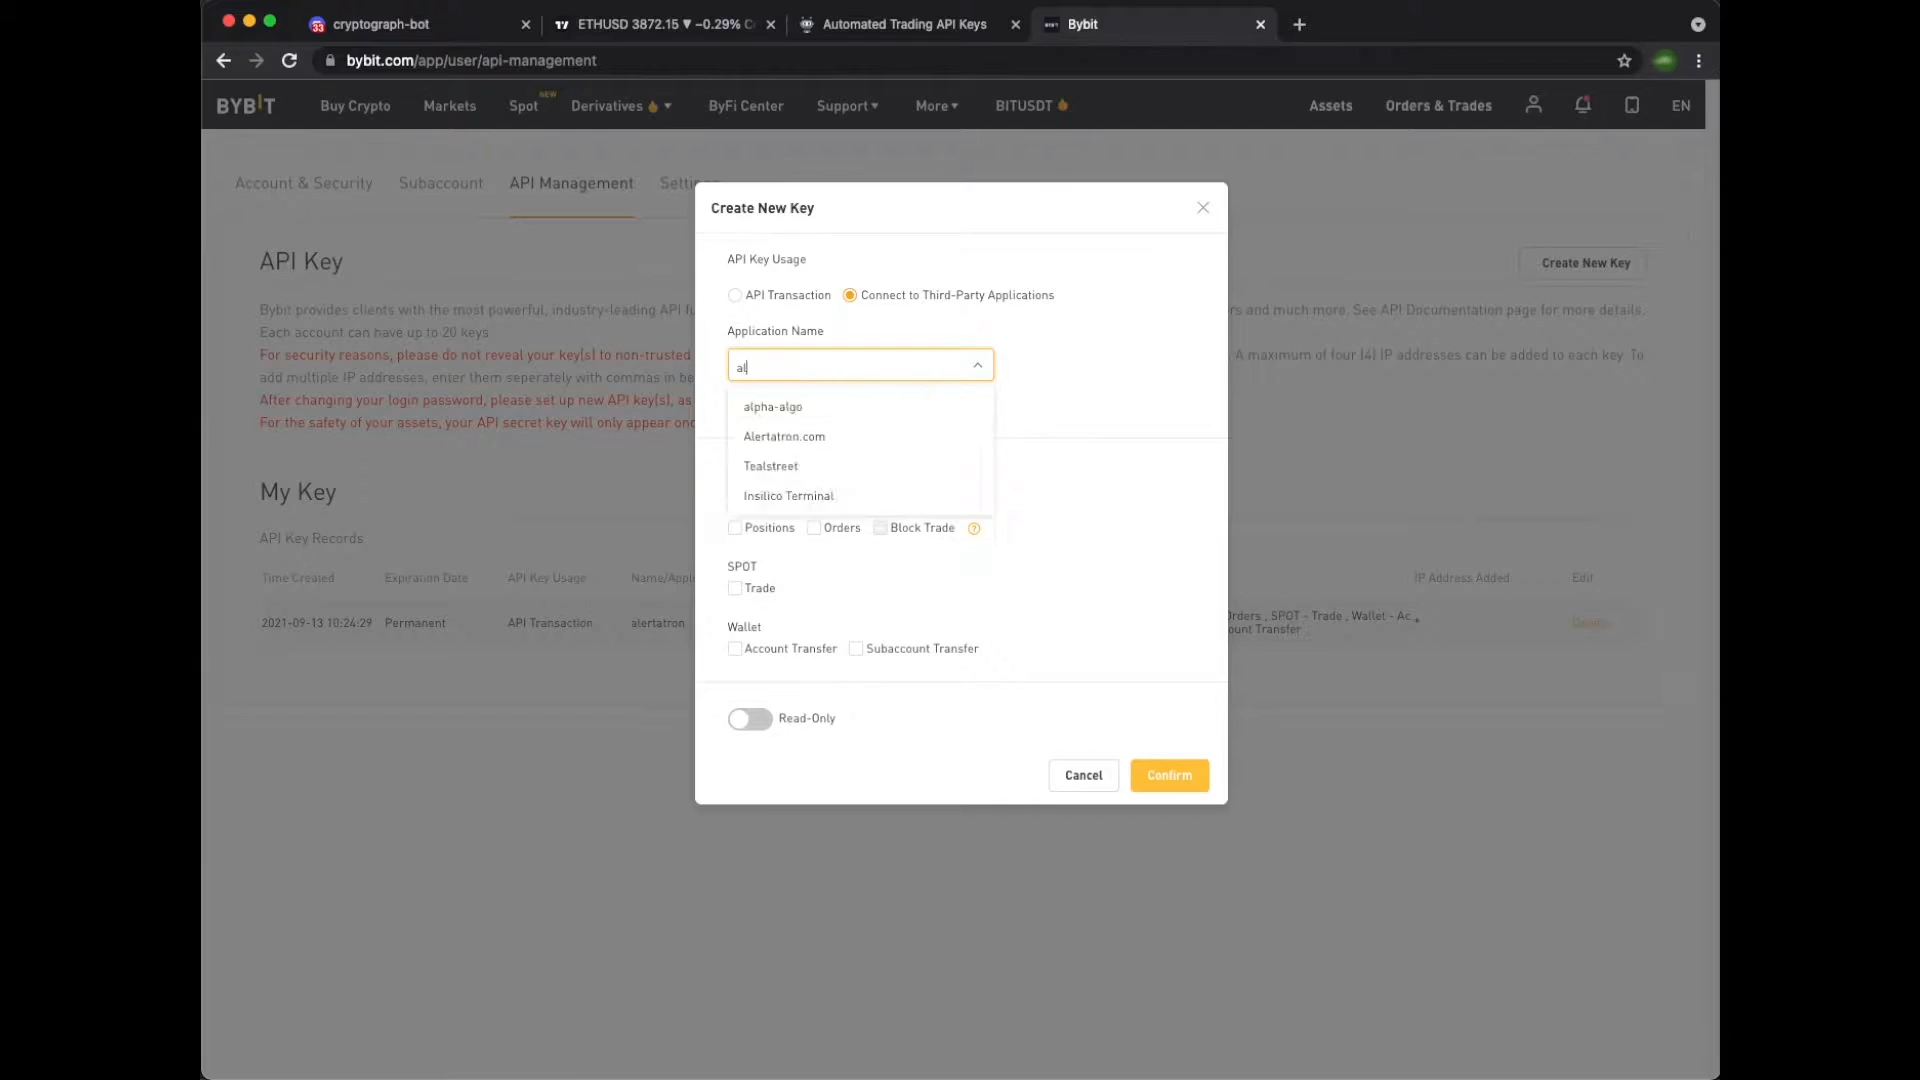 cryptograph-bot
ETHUSD 3872.15 ▼ −0.29%
Automated Trading API Keys
Bybit
bybit.com/app/user/api-management
BYBIT
Buy Crypto
Markets
Spot
NEW
Derivatives
ByFi Center
Support
More
BITUSDT
Assets
Orders & Trades
EN
Account & Security
Subaccount
API Management
Create New Key
API Key
API Key Usage
Create New Key
API Transaction
Connect to Third-Party Applications
Bybit provides clients with the most powerful, industry-leading API
and much more. See API Documentation page for more details.
Each account can have up to 20 keys
Application Name
For security reasons, please do not reveal your key(s) to non-trusted
A maximum of four (4) IP addresses can be added to each key. To
al
add multiple IP addresses, enter them seperately with commas in
After changing your login password, please set up new API key(s), as
alpha-algo
For the safety of your assets, your API secret key will only appear
Alertatron.com
Tealstreet
My Key
Insilico Terminal
Positions
Orders
Block Trade
API Key Records
SPOT
Time Created
Expiration Date
API Key Usage
IP Address Added
Edit
Trade
2021-09-13 10:24:29
Permanent
API Transaction
alertatron
, SPOT - Trade , Wallet - Ac
Transfer
Wallet
Account Transfer
Subaccount Transfer
Read-Only
Cancel
Confirm